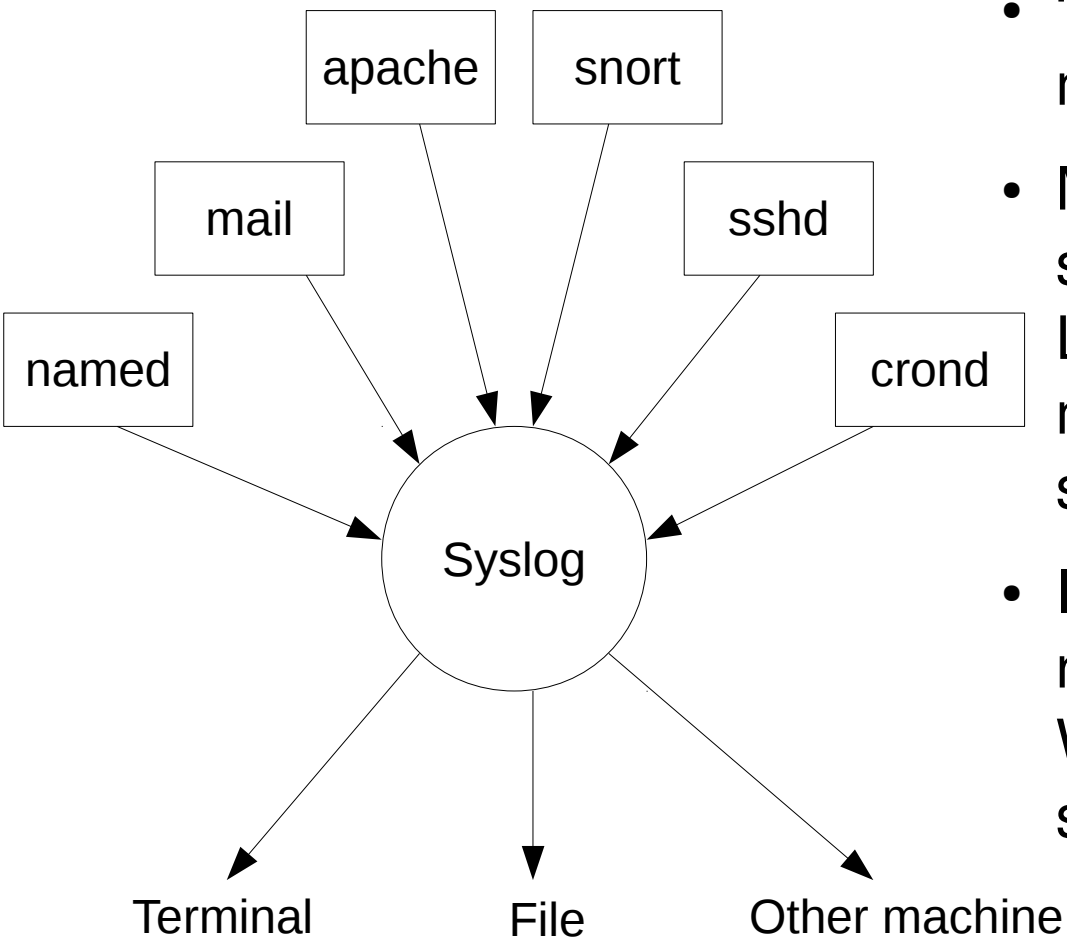 apache
snort
mail
sshd
named
crond
Syslog
Terminal
File
Other machine